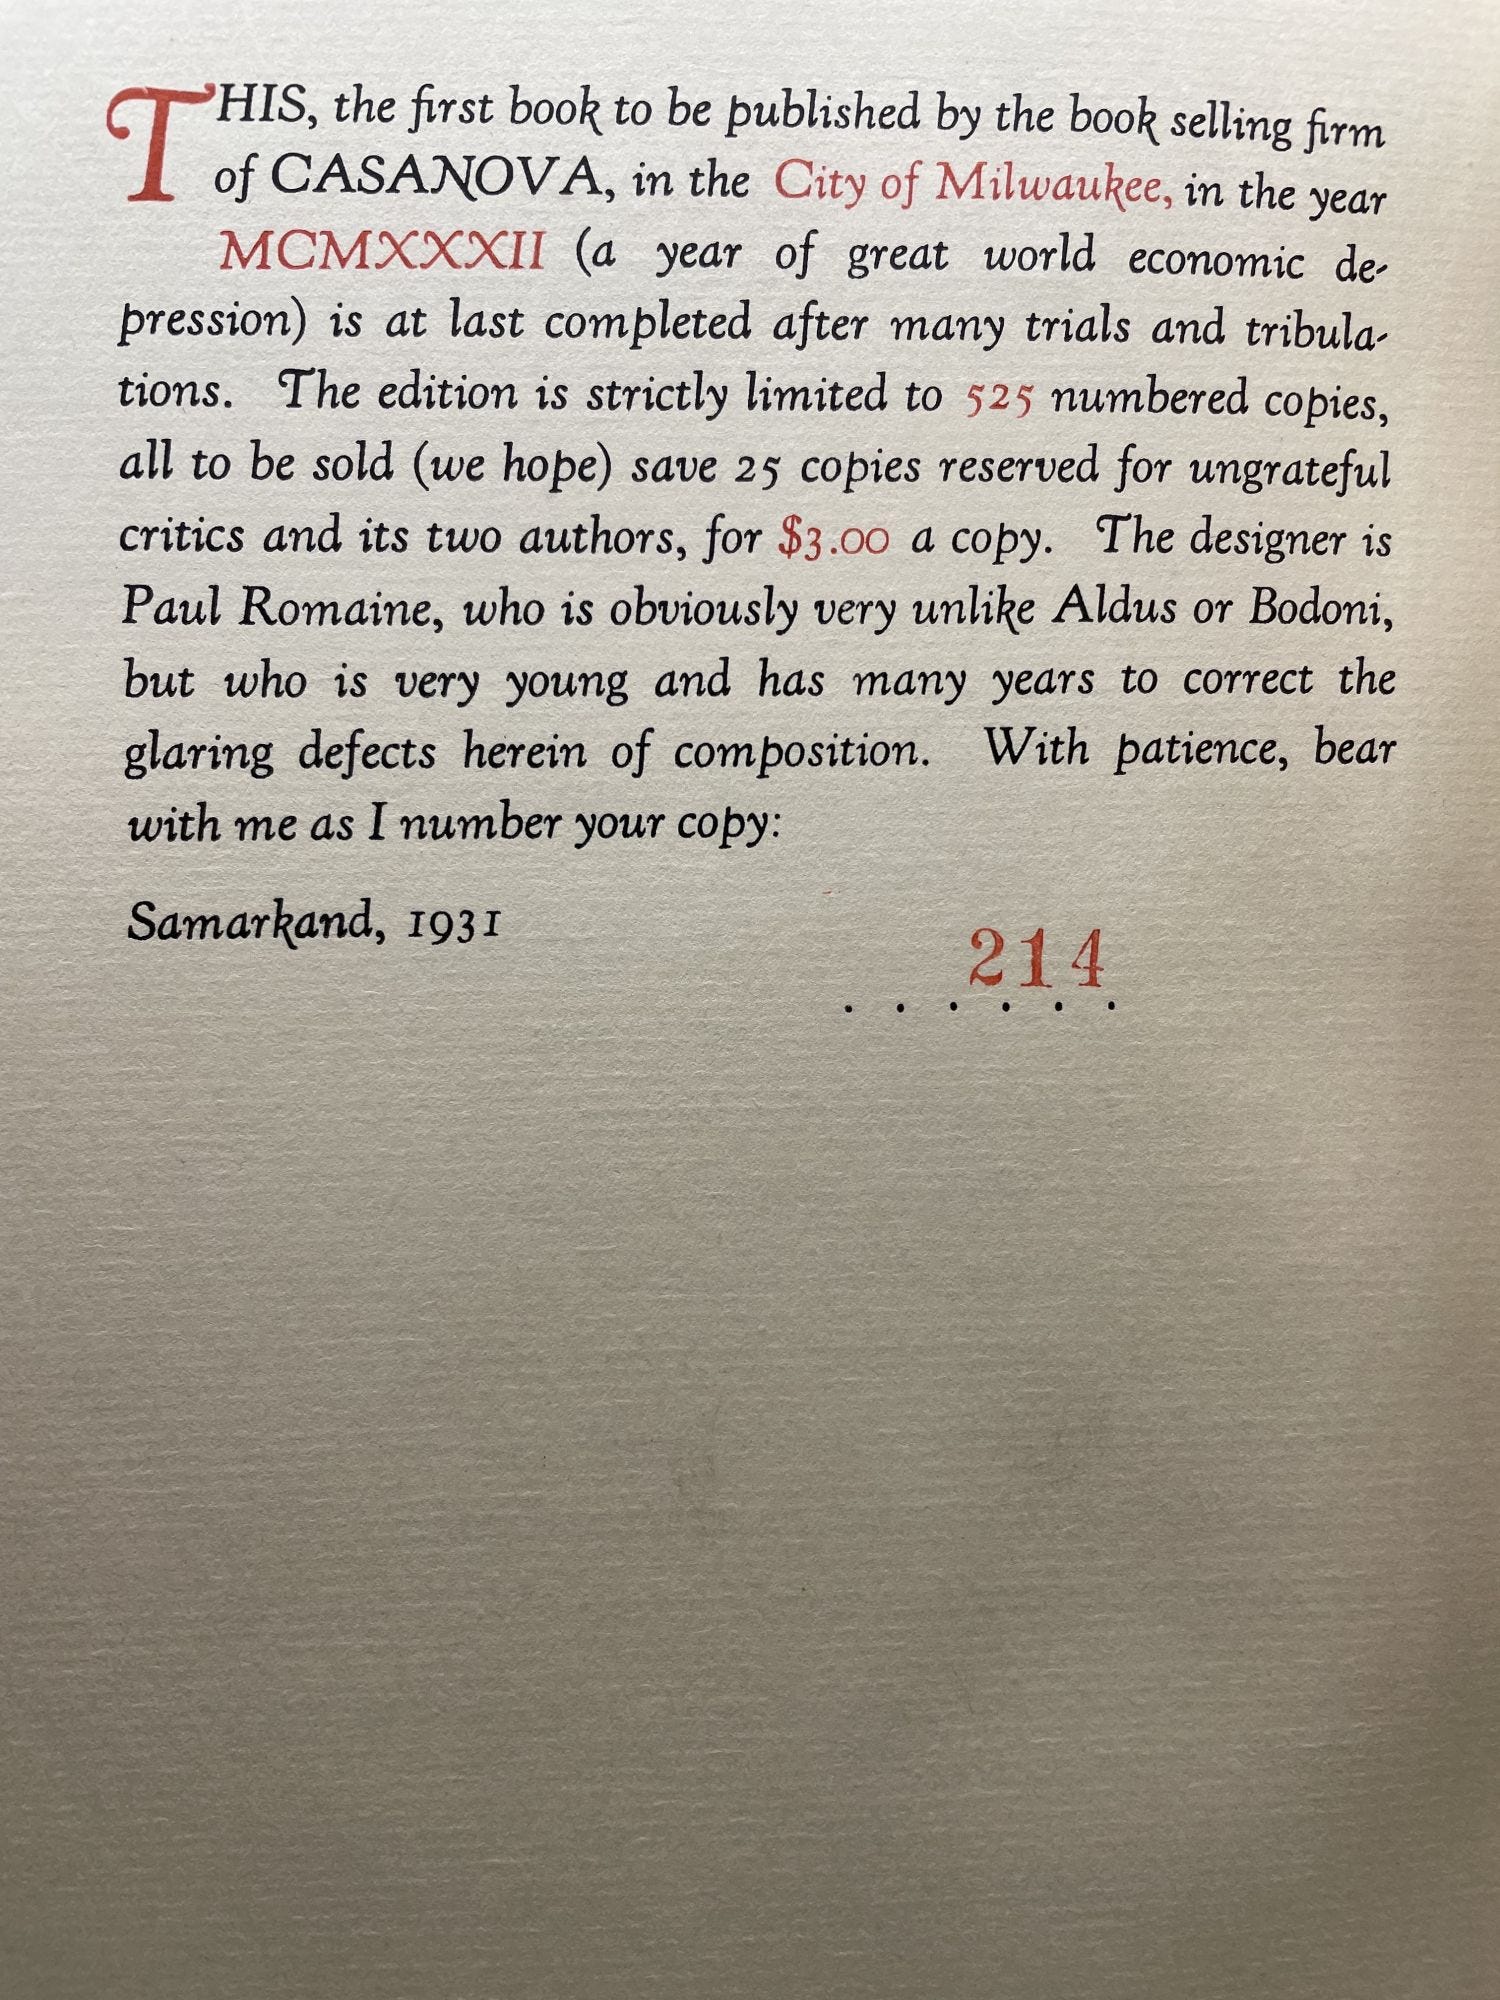 THIS, the first book to be published by the book selling firm
of CASANOVA, in the City of Milwaukee, in the year
MCMXXXII (a year of great world economic de-
pression) is at last completed after many trials and tribula-
tions. The edition is strictly limited to 525 numbered copies,
all to be sold (we hope) save 25 copies reserved for ungrateful
critics and its two authors, for $3.00 a copy. The designer is
Paul Romaine, who is obviously very unlike Aldus or Bodoni,
but who is very young and has many years to correct the
glaring defects herein of composition. With patience, bear
with me as I number your copy:
Samarkand, 1931
214
. . . . . .